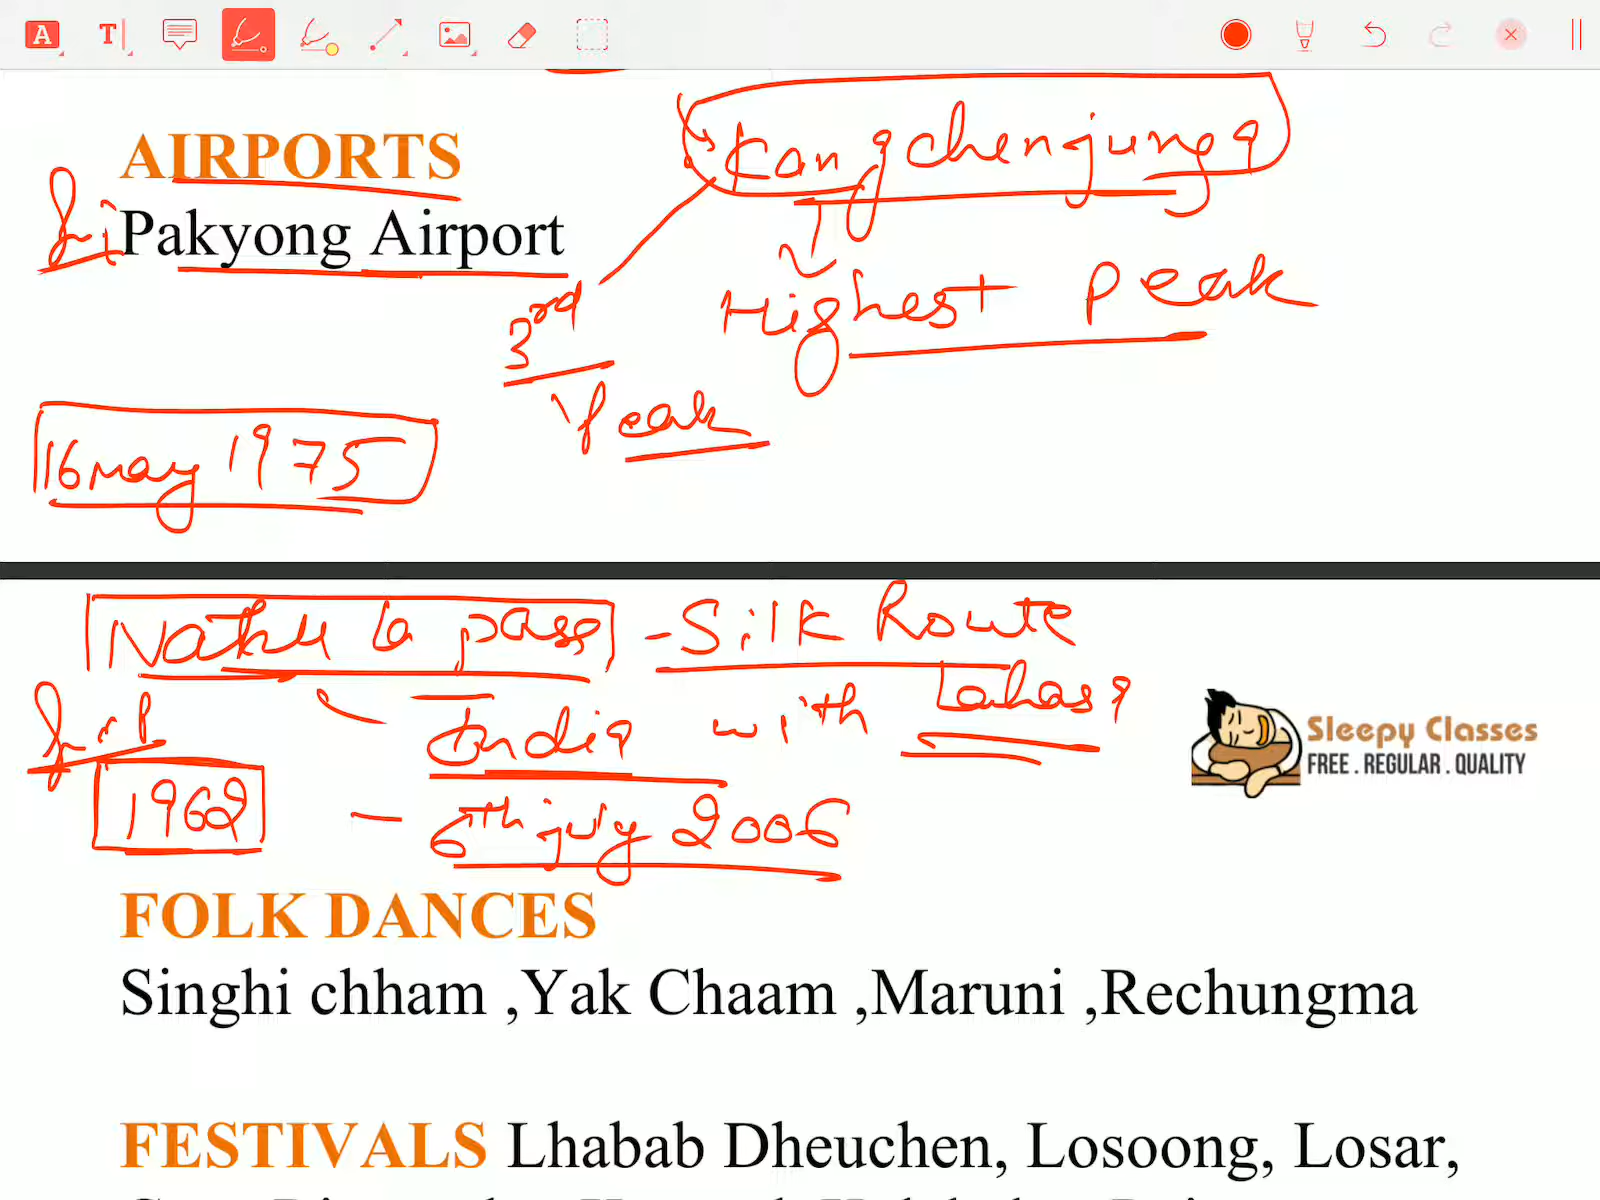 A T
AIRPORTS
Kangchenjunga
Pakyong Airport
Highest Peak
3rd
Peak
16 may 1975
Nathu la pass - Silk Route
India with Lahasa
1962 - 6th july 2006
Sleepy Classes
FREE . REGULAR . QUALITY
FOLK DANCES
Singhi chham ,Yak Chaam ,Maruni ,Rechungma
FESTIVALS Lhabab Dheuchen, Losoong, Losar,